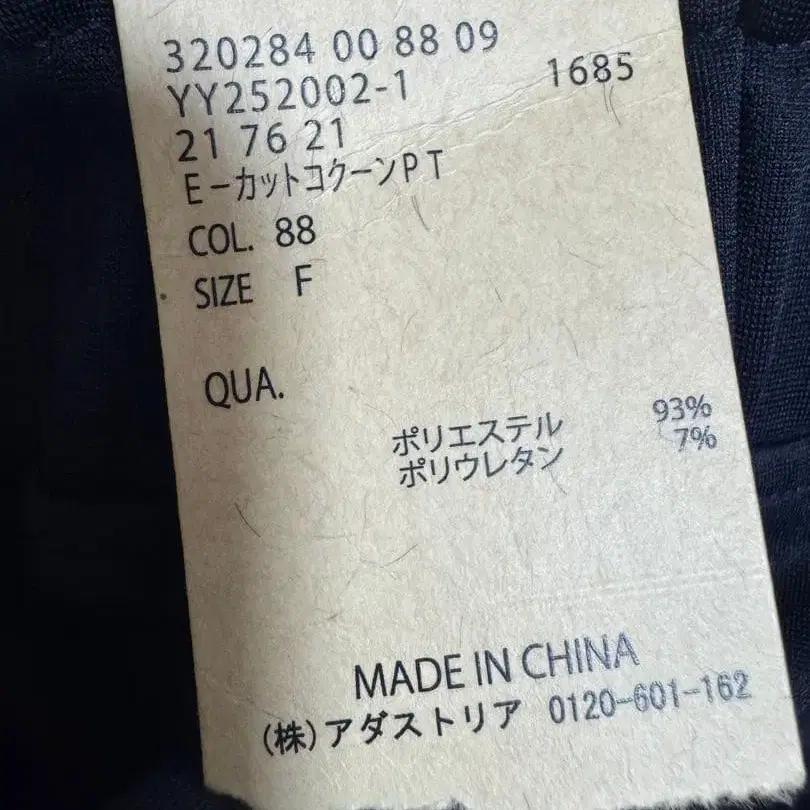 320284 00 88 09
YY252002-1 1685
21 76 21
E-カットコクーンPT
COL. 88
SIZE F
QUA.
ポリエステル 93%
ポリウレタン 7%
MADE IN CHINA
(株)アダストリア 0120-601-162